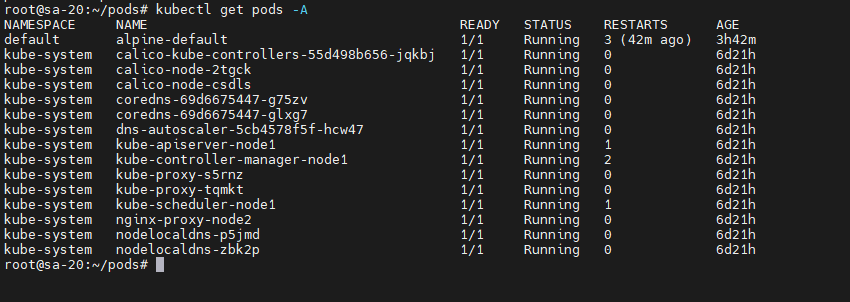 root@sa-20:~/pods# kubectl get pods -A
NAMESPACE NAME READY STATUS RESTARTS AGE
default alpine-default 1/1 Running 3 (42m ago) 3h42m
kube-system calico-kube-controllers-55d498b656-jqkbj 1/1 Running 0 6d21h
kube-system calico-node-2tgck 1/1 Running 0 6d21h
kube-system calico-node-csdls 1/1 Running 0 6d21h
kube-system coredns-69d6675447-g75zv 1/1 Running 0 6d21h
kube-system coredns-69d6675447-glxg7 1/1 Running 0 6d21h
kube-system dns-autoscaler-5cb4578f5f-hcw47 1/1 Running 0 6d21h
kube-system kube-apiserver-node1 1/1 Running 1 6d21h
kube-system kube-controller-manager-node1 1/1 Running 2 6d21h
kube-system kube-proxy-s5rnz 1/1 Running 0 6d21h
kube-system kube-proxy-tqmkt 1/1 Running 0 6d21h
kube-system kube-scheduler-node1 1/1 Running 1 6d21h
kube-system nginx-proxy-node2 1/1 Running 0 6d21h
kube-system nodelocaldns-p5jmd 1/1 Running 0 6d21h
kube-system nodelocaldns-zbk2p 1/1 Running 0 6d21h
root@sa-20:~/pods#